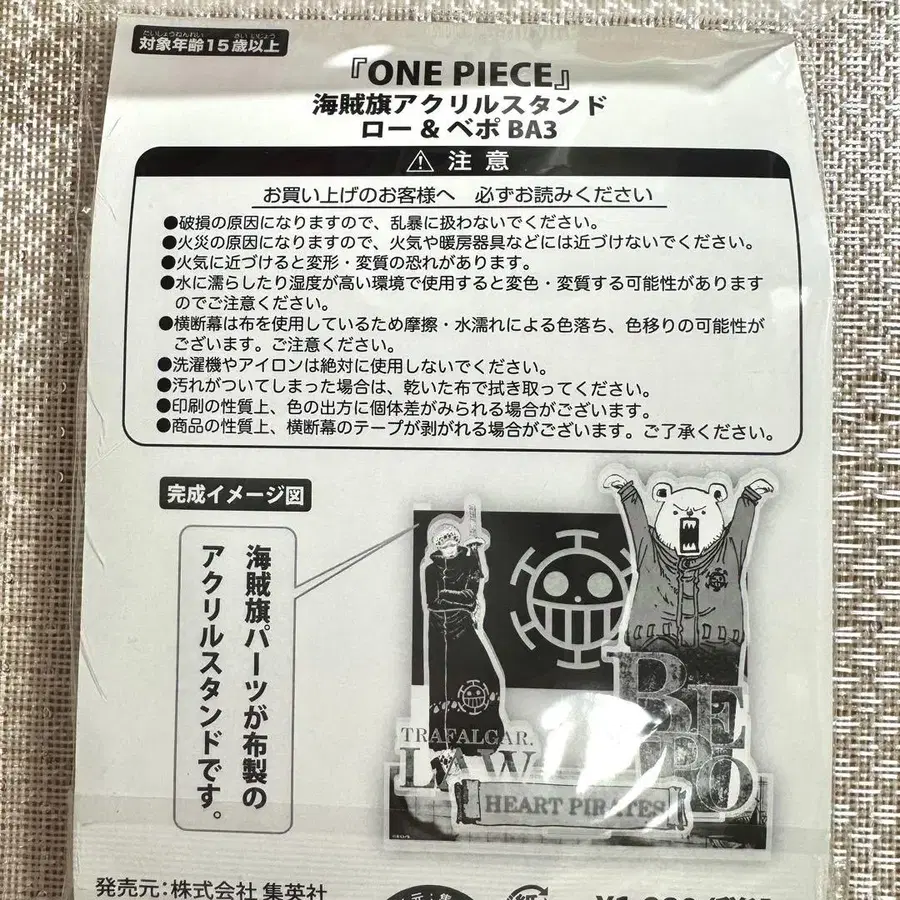 たいしょうねんれい さい いじょう
対象年齢15歳以上
『ONE PIECE』
海賊旗アクリルスタンド
ロー & ベポ BA3
⚠ 注意
お買い上げのお客様へ 必ずお読みください
●破損の原因になりますので、乱暴に扱わないでください。
●火災の原因になりますので、火気や暖房器具などには近づけないでください。
●火気に近づけると変形・変質の恐れがあります。
●水に濡らしたり湿度が高い環境で使用すると変色・変質する可能性があります
のでご注意ください。
●横断幕は布を使用しているため摩擦・水濡れによる色落ち、色移りの可能性が
ございます。ご注意ください。
●洗濯機やアイロンは絶対に使用しないでください。
●汚れがついてしまった場合は、乾いた布で拭き取ってください。
●印刷の性質上、色の出方に個体差がみられる場合がございます。
●商品の性質上、横断幕のテープが剥がれる場合がございます。ご了承ください。
完成イメージ図
海賊旗パーツが布製の
アクリルスタンドです。
BEPO
TRAFALGAR.
LAW
HEART PIRATES
発売元:株式会社 集英社